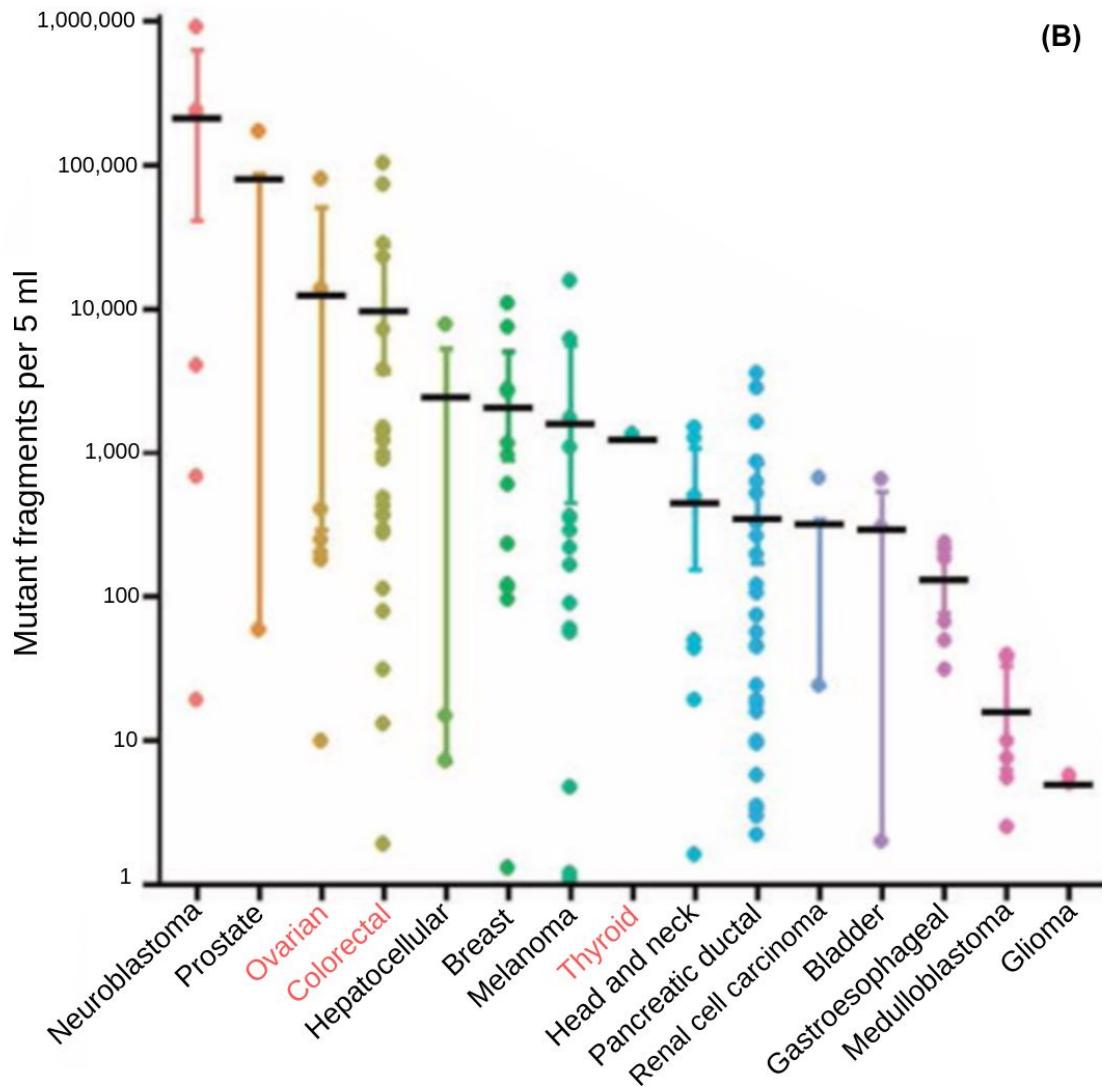 (B)
Mutant fragments per 5 ml
1,000,000
100,000
10,000
1,000
100
10
1
Neuroblastoma
Prostate
Ovarian
Colorectal
Hepatocellular
Breast
Melanoma
Thyroid
Head and neck
Pancreatic ductal
Renal cell carcinoma
Bladder
Gastroesophageal
Medulloblastoma
Glioma